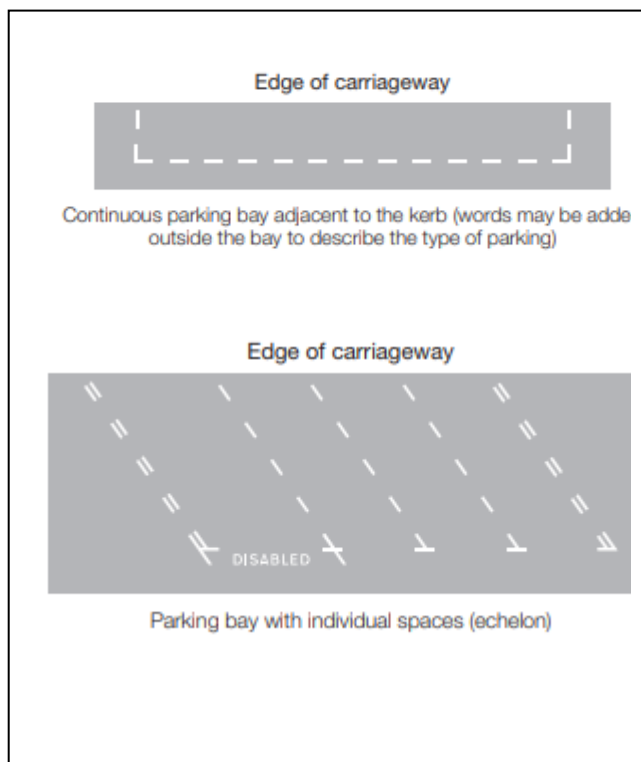 Edge of carriageway
Continuous parking bay adjacent to the kerb (words may be adde
outside the bay to describe the type of parking)
Edge of carriageway
DISABLED
Parking bay with individual spaces (echelon)